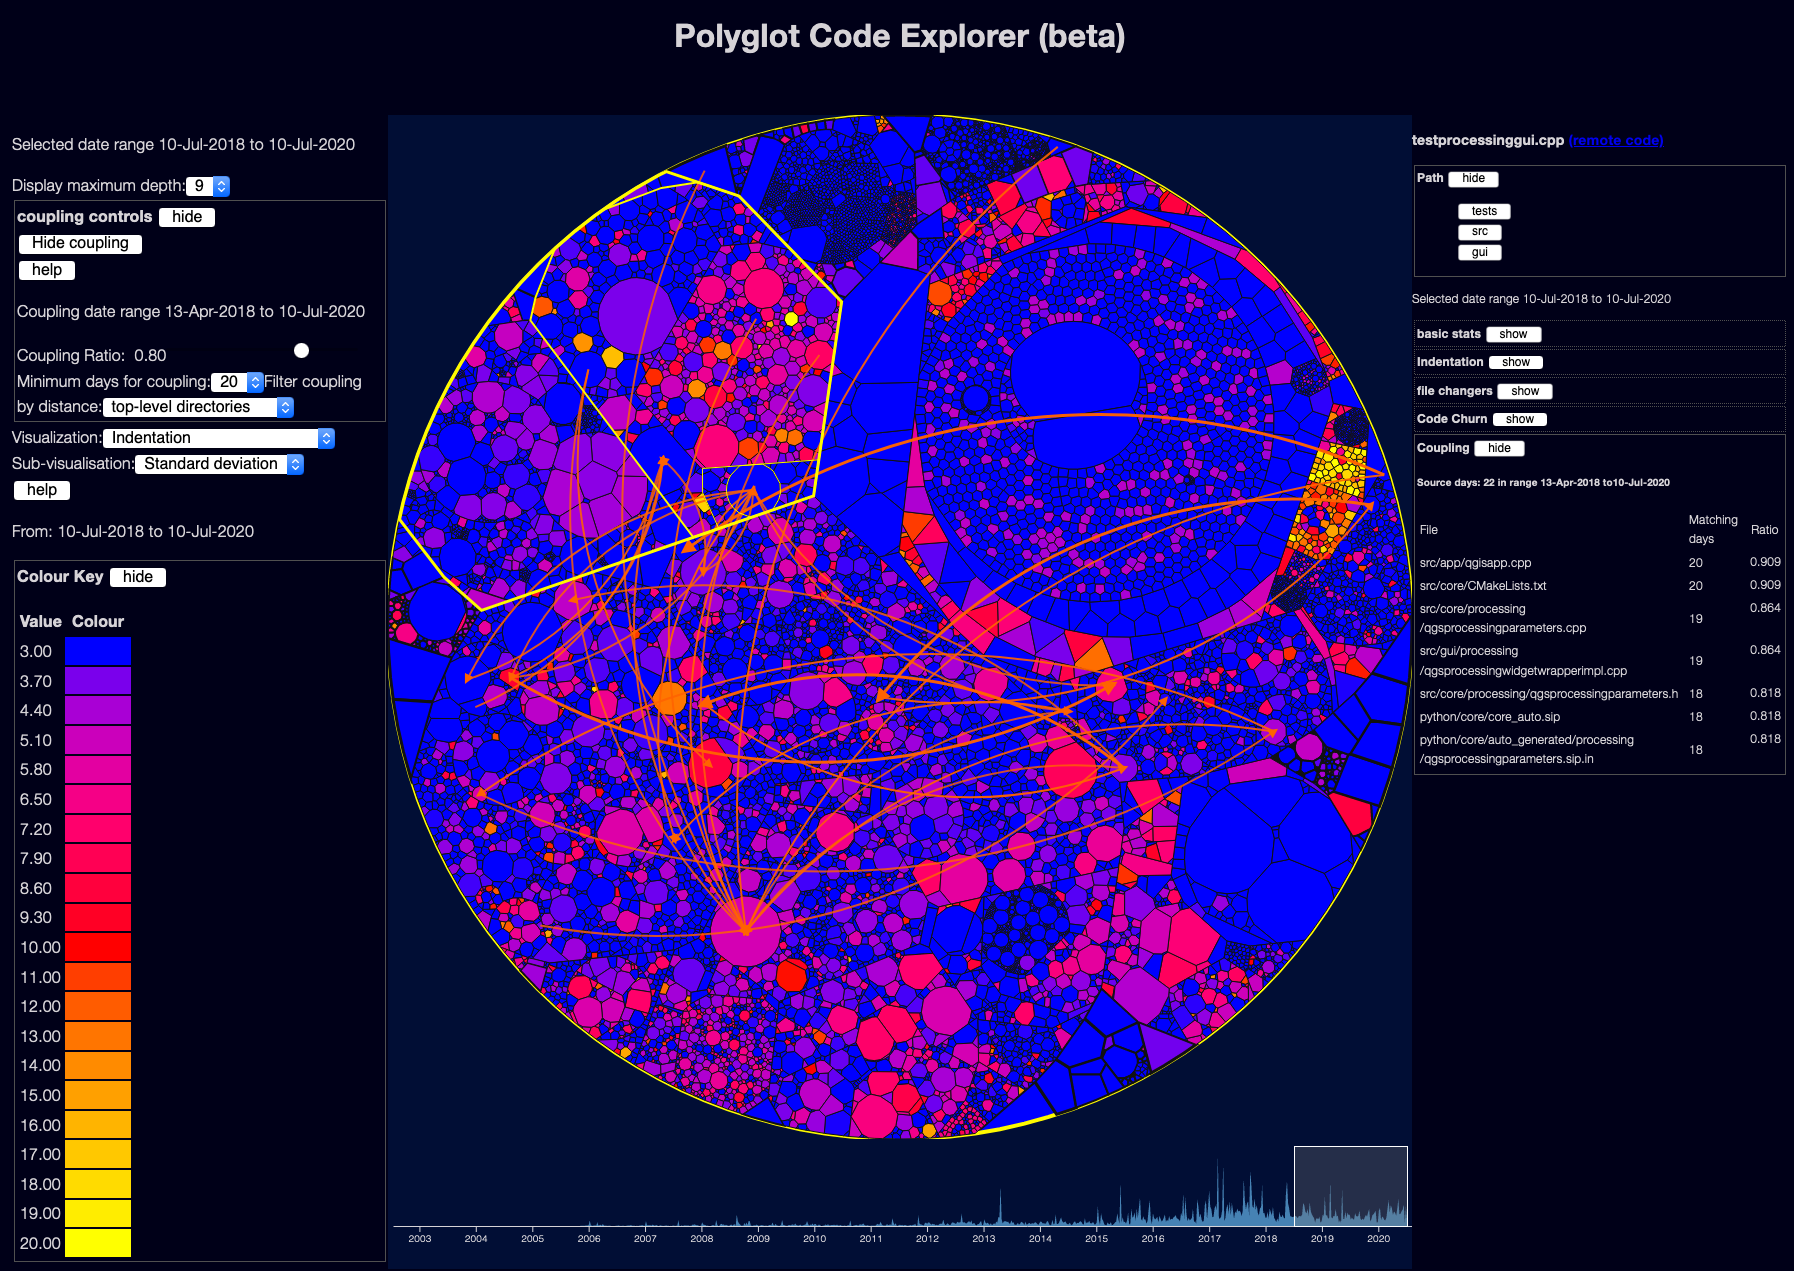 Polyglot Code Explorer (beta)
Selected date range 10-Jul-2018 to 10-Jul-2020
Display maximum depth: 9
coupling controls hide
Hide coupling
help
Coupling date range 13-Apr-2018 to 10-Jul-2020
Coupling Ratio: 0.80
Minimum days for coupling: 20 Filter coupling
by distance: top-level directories
Visualization: Indentation
Sub-visualisation: Standard deviation
help
From: 10-Jul-2018 to 10-Jul-2020
Colour Key hide
Value Colour
3.00
3.70
4.40
5.10
5.80
6.50
7.20
7.90
8.60
9.30
10.00
11.00
12.00
13.00
14.00
15.00
16.00
17.00
18.00
19.00
20.00
2003 2004 2005 2006 2007 2008 2009 2010 2011 2012 2013 2014 2015 2016 2017 2018 2019 2020
testprocessinggui.cpp (remote code)
Path hide
tests
src
gui
Selected date range 10-Jul-2018 to 10-Jul-2020
basic stats show
Indentation show
file changers show
Code Churn show
Coupling hide
Source days: 22 in range 13-Apr-2018 to10-Jul-2020
File Matching days Ratio
src/app/qgisapp.cpp 20 0.909
src/core/CMakeLists.txt 20 0.909
src/core/processing
/qgsprocessingparameters.cpp 19 0.864
src/gui/processing
/qgsprocessingwidgetwrapperimpl.cpp 19 0.864
src/core/processing/qgsprocessingparameters.h 18 0.818
python/core/core_auto.sip 18 0.818
python/core/auto_generated/processing
/qgsprocessingparameters.sip.in 18 0.818